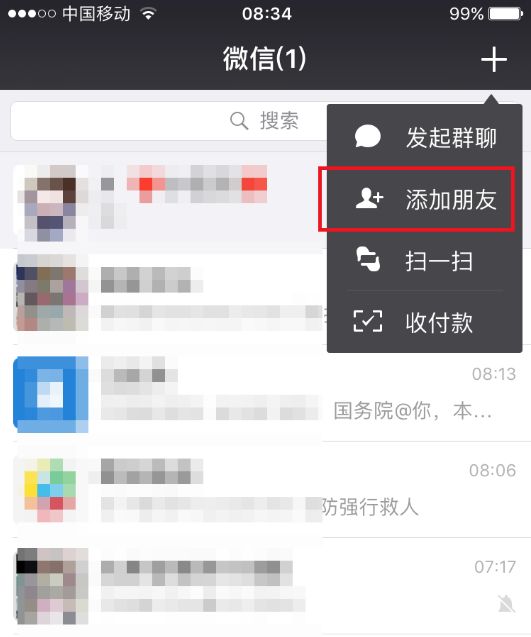 中国移动 08:34 99%
微信(1)
搜索
发起群聊
添加朋友
扫一扫
收付款
08:13
国务院@你，本…
08:06
防强行救人
07:17